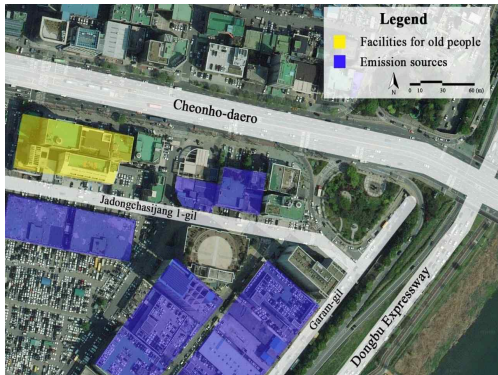 Legend
Facilities for old people
Emission sources
N
0 10 30 60 (m)
Cheonho-daero
Jadongchasijang 1-gil
Garam-gil
Dongbu Expressway